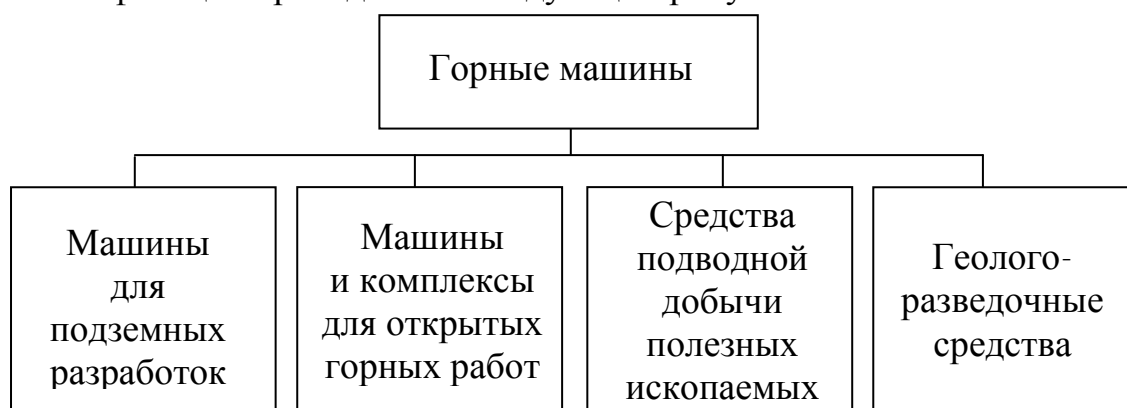 Горные машины
Машины
для
подземных
разработок
Машины
и комплексы
для открытых
горных работ
Средства
подводной
добычи
полезных
ископаемых
Геолого-
разведочные
средства